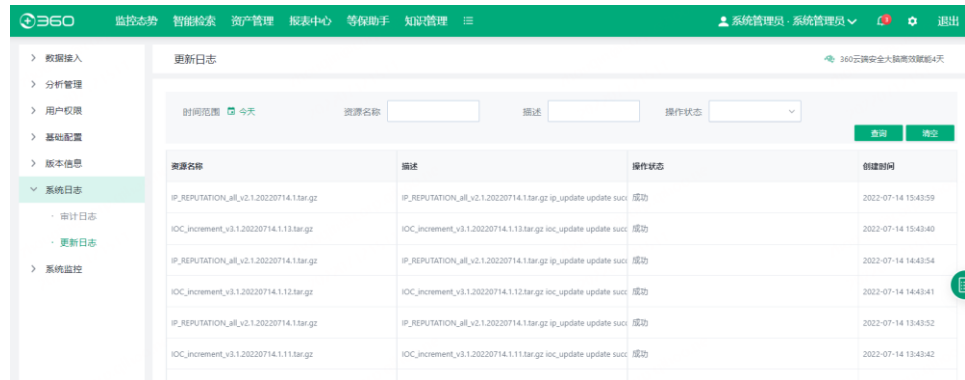 360 监控态势 智能检索 资产管理 报表中心 等保助手 知识管理 系统管理员 · 系统管理员 退出
数据接入
更新日志
360云端安全大脑高效赋能4天
分析管理
用户权限
基础配置
版本信息
系统日志
审计日志
更新日志
系统监控
时间范围 今天 资源名称 描述 操作状态
查询 清空
资源名称 描述 操作状态 创建时间
IP_REPUTATION_all_v2.1.20220714.1.tar.gz IP_REPUTATION_all_v2.1.20220714.1.tar.gz ip_update update succ 成功 2022-07-14 15:43:59
IOC_increment_v3.1.20220714.1.13.tar.gz IOC_increment_v3.1.20220714.1.13.tar.gz ioc_update update succ 成功 2022-07-14 15:43:40
IP_REPUTATION_all_v2.1.20220714.1.tar.gz IP_REPUTATION_all_v2.1.20220714.1.tar.gz ip_update update succ 成功 2022-07-14 14:43:54
IOC_increment_v3.1.20220714.1.12.tar.gz IOC_increment_v3.1.20220714.1.12.tar.gz ioc_update update succ 成功 2022-07-14 14:43:41
IP_REPUTATION_all_v2.1.20220714.1.tar.gz IP_REPUTATION_all_v2.1.20220714.1.tar.gz ip_update update succ 成功 2022-07-14 13:43:52
IOC_increment_v3.1.20220714.1.11.tar.gz IOC_increment_v3.1.20220714.1.11.tar.gz ioc_update update succ 成功 2022-07-14 13:43:42